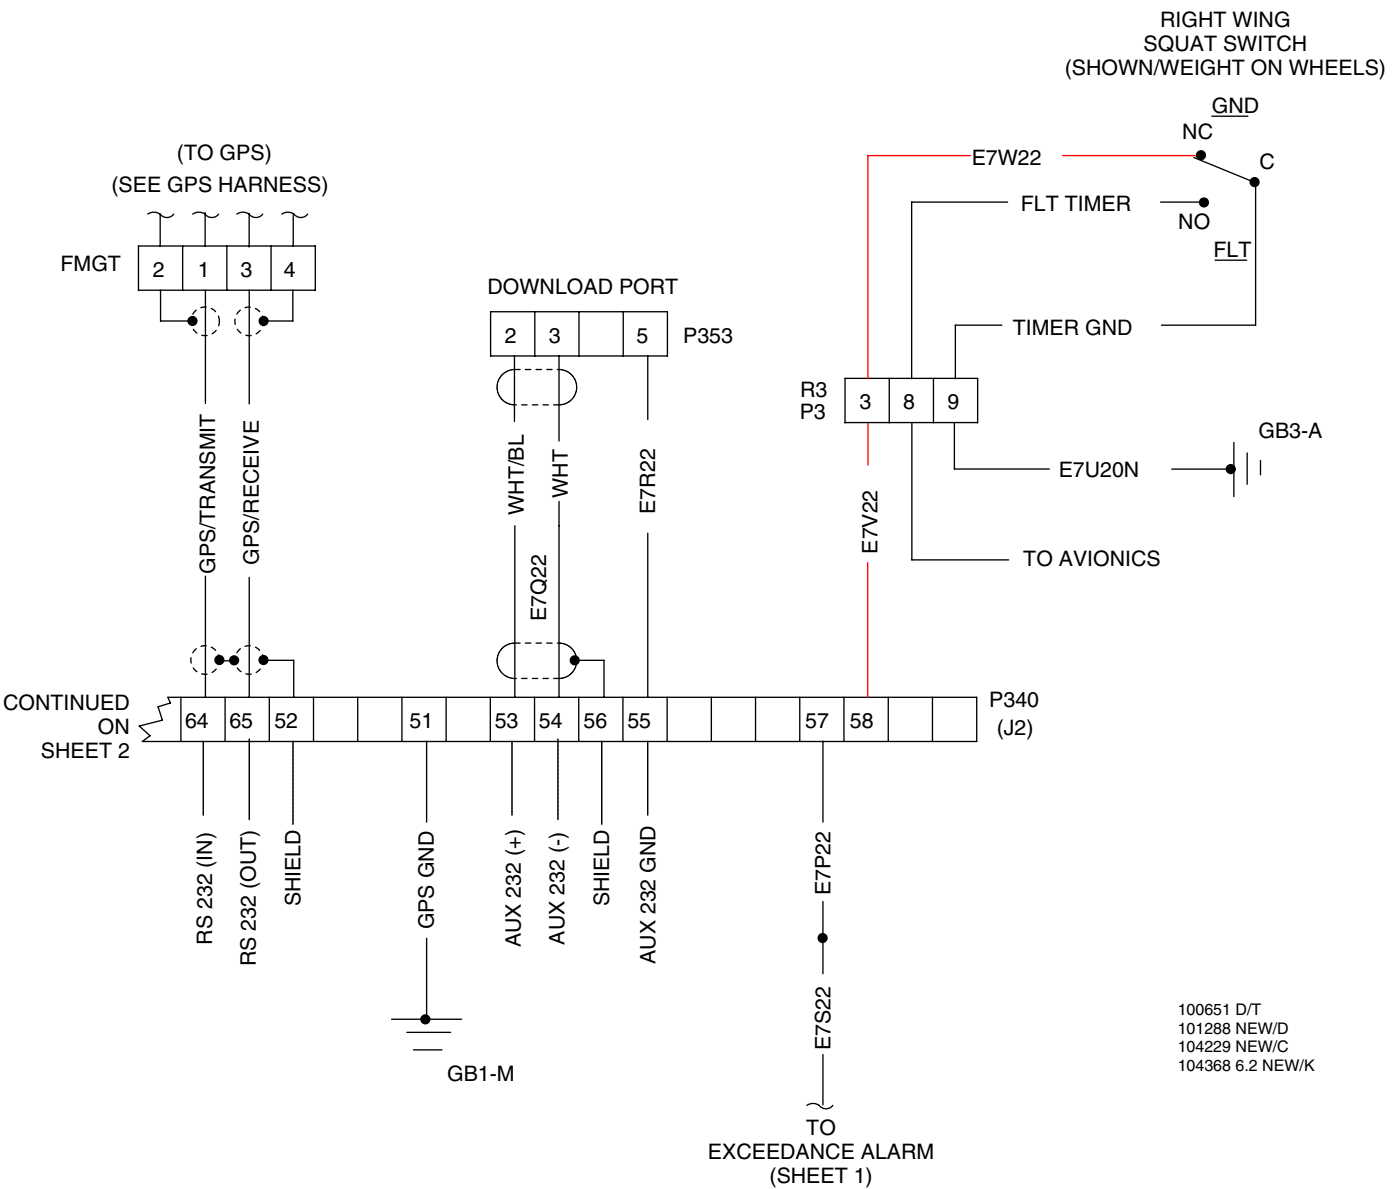 RIGHT WING
SQUAT SWITCH
(SHOWN/WEIGHT ON WHEELS)
GND
NC
C
E7W22
FLT TIMER
NO
FLT
TIMER GND
(TO GPS)
(SEE GPS HARNESS)
FMGT
2 1 3 4
DOWNLOAD PORT
2 3 5
P353
R3
P3
3 8 9
GB3-A
E7U20N
TO AVIONICS
GPS/TRANSMIT
GPS/RECEIVE
WHT/BL
WHT
E7Q22
E7R22
E7V22
CONTINUED
ON
SHEET 2
64 65 52 51 53 54 56 55 57 58
P340
(J2)
RS 232 (IN)
RS 232 (OUT)
SHIELD
GPS GND
AUX 232 (+)
AUX 232 (-)
SHIELD
AUX 232 GND
E7P22
E7S22
GB1-M
TO
EXCEEDANCE ALARM
(SHEET 1)
100651 D/T
101288 NEW/D
104229 NEW/C
104368 6.2 NEW/K